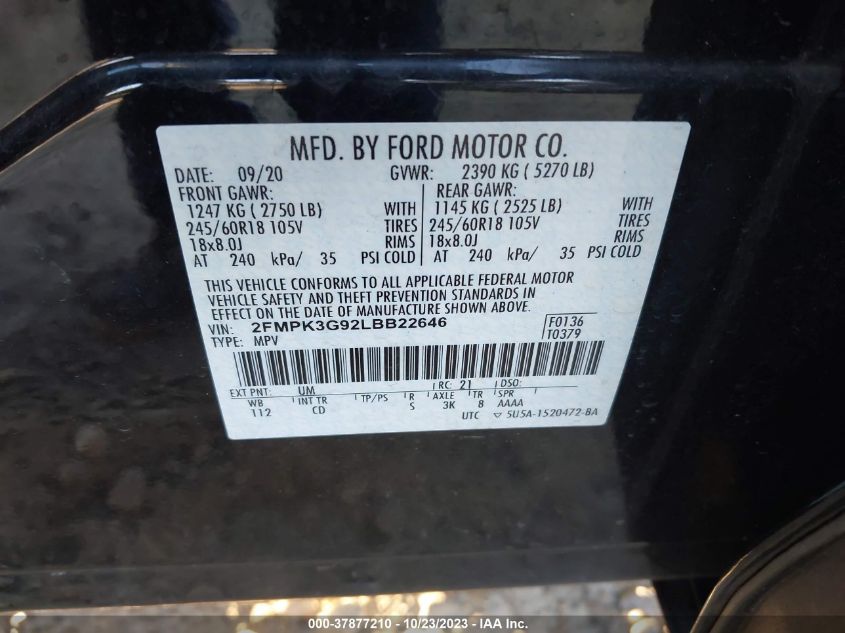 MFD. BY FORD MOTOR CO.
DATE: 09/20 GVWR: 2390 KG ( 5270 LB)
FRONT GAWR: REAR GAWR:
1247 KG ( 2750 LB) WITH 1145 KG ( 2525 LB) WITH
245/60R18 105V TIRES 245/60R18 105V TIRES
18x8.0J RIMS 18x8.0J RIMS
AT 240 kPa/ 35 PSI COLD AT 240 kPa/ 35 PSI COLD
THIS VEHICLE CONFORMS TO ALL APPLICABLE FEDERAL MOTOR
VEHICLE SAFETY AND THEFT PREVENTION STANDARDS IN
EFFECT ON THE DATE OF MANUFACTURE SHOWN ABOVE.
VIN: 2FMPK3G92LBB22646 F0136
TYPE: MPV T0379
EXT PNT: UM RC: 21 DSO:
WB INT TR TP/PS R AXLE TR SPR
112 CD S 3K 8 AAAA
UTC ▽ 5U5A-1520472-BA
000-37877210 - 10/23/2023 - IAA Inc.